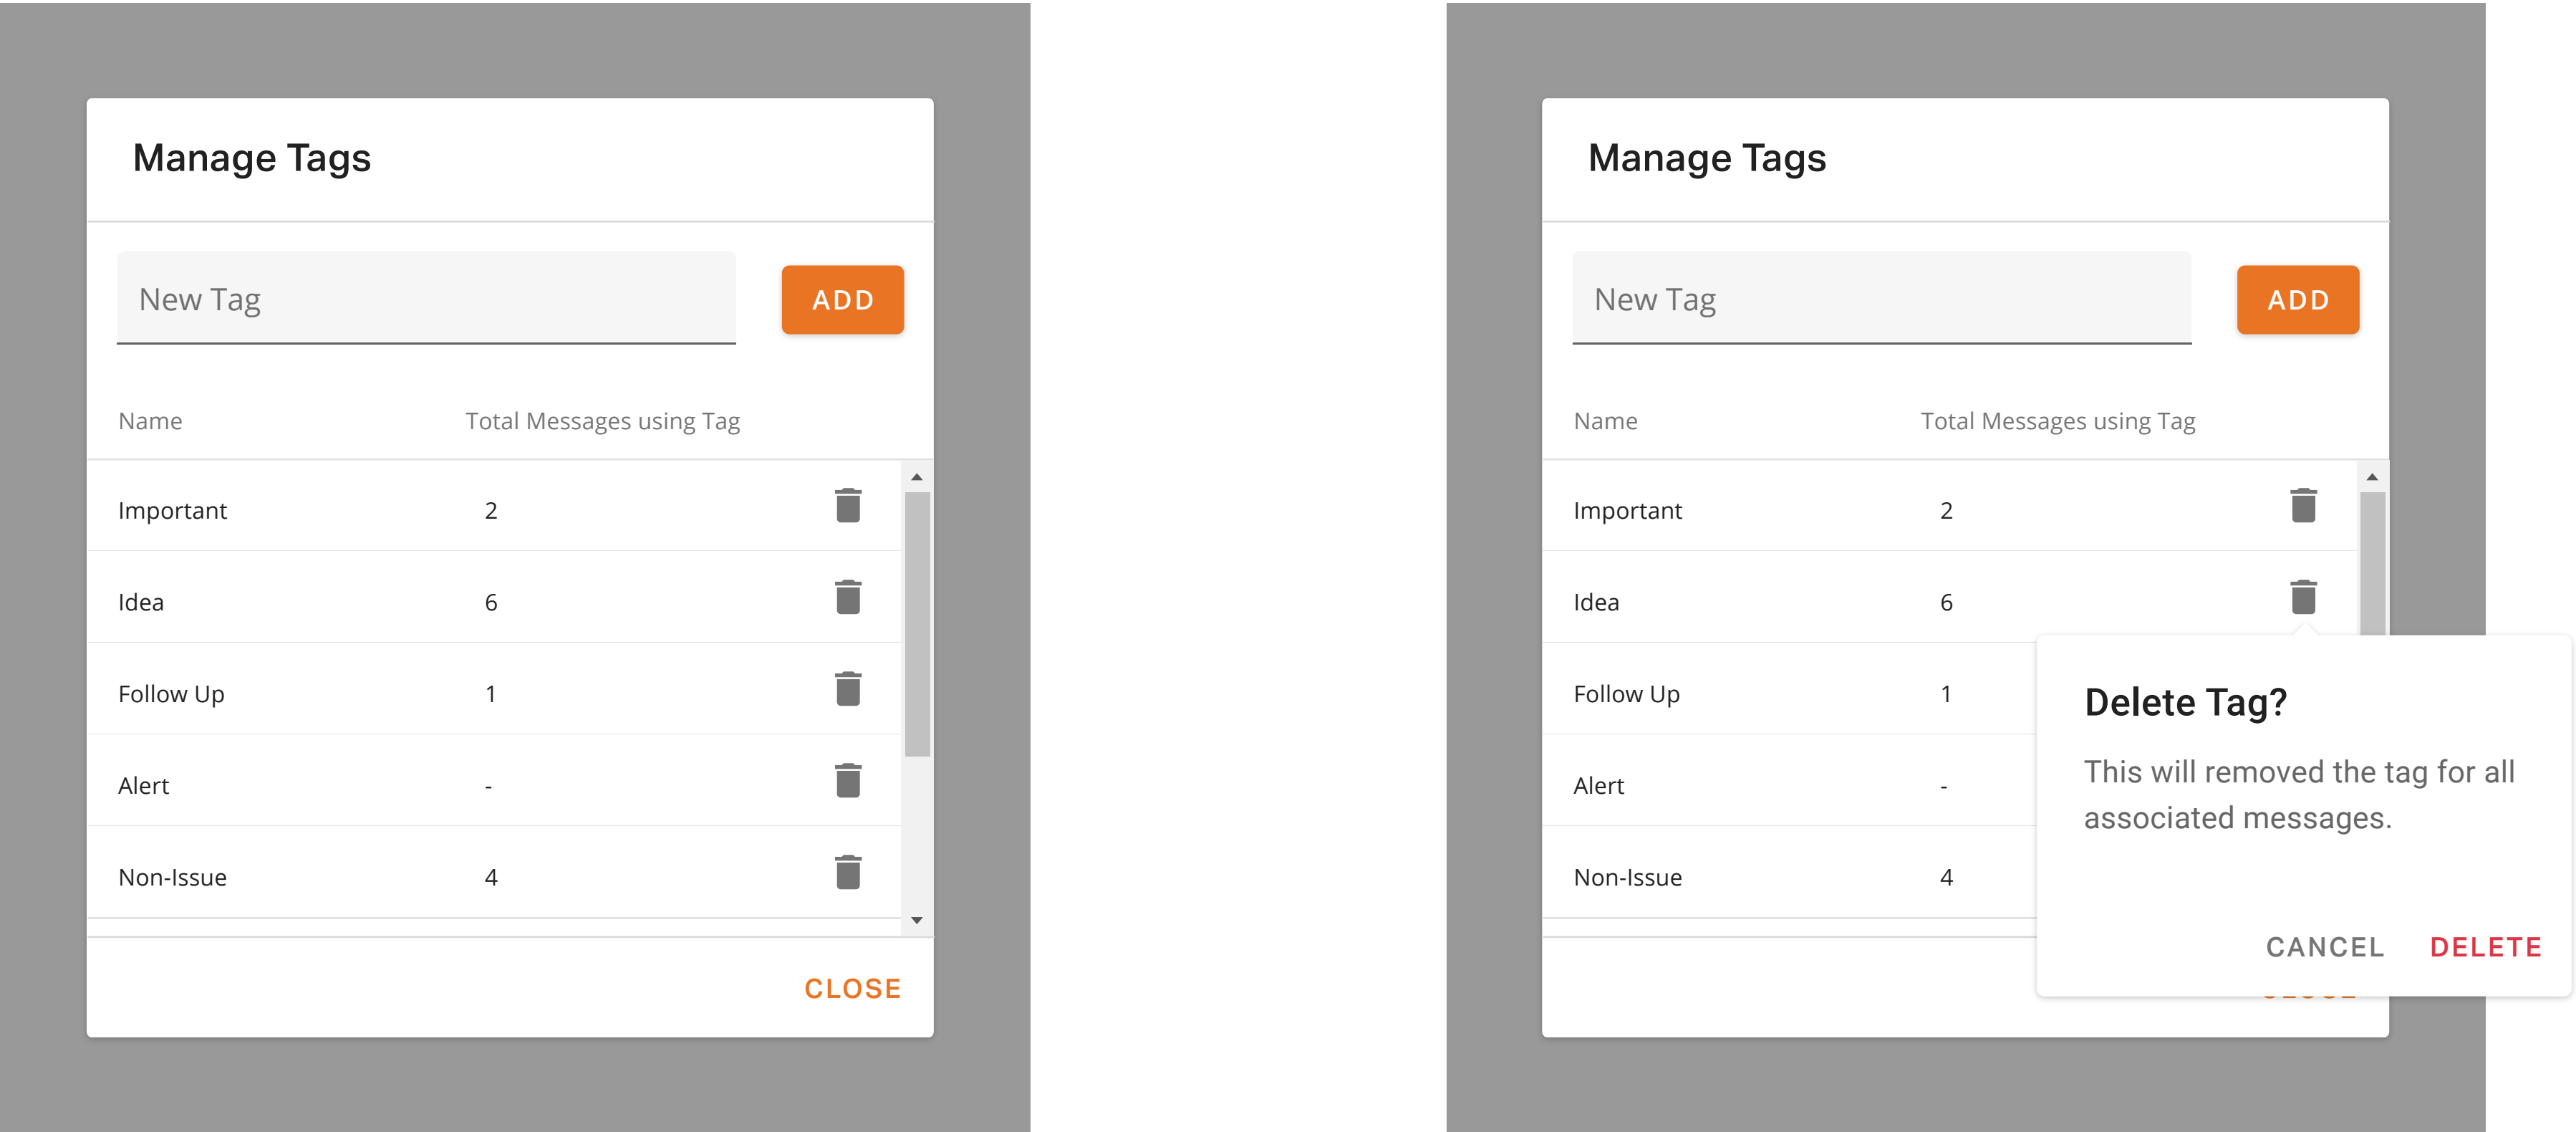 Manage Tags
New Tag
ADD
Name Total Messages using Tag
Important 2
Idea 6
Follow Up 1
Alert -
Non-Issue 4
CLOSE
Manage Tags
New Tag
ADD
Name Total Messages using Tag
Important 2
Idea 6
Follow Up 1
Alert -
Non-Issue 4
Delete Tag?
This will removed the tag for all
associated messages.
CANCEL DELETE